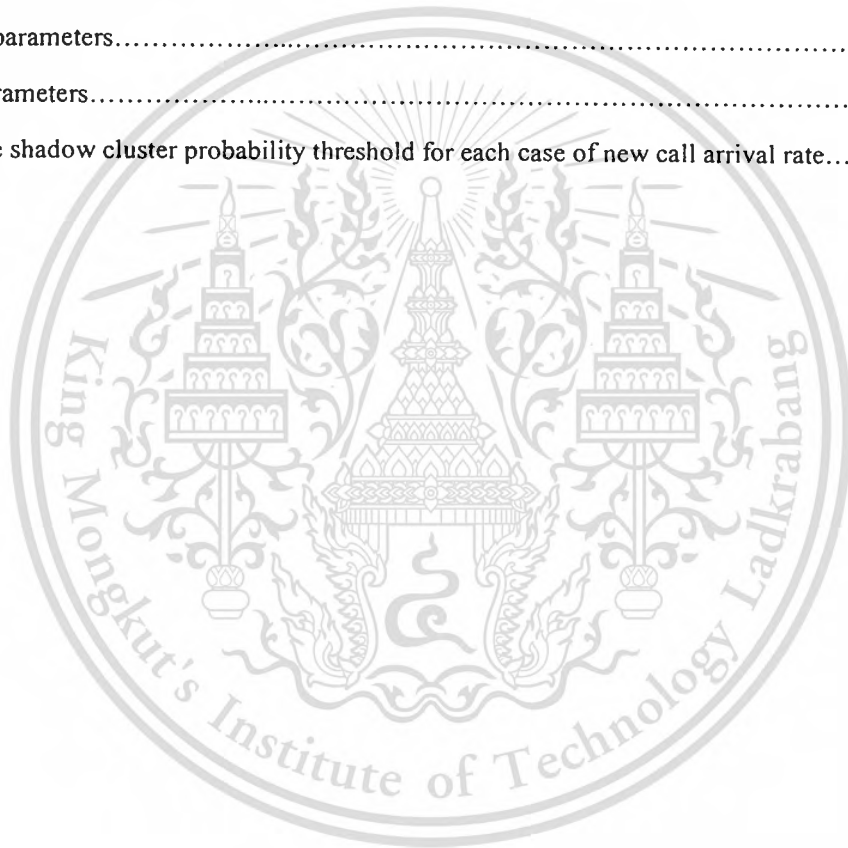 parameters........................................................................................
rameters............................................................................................
e shadow cluster probability threshold for each case of new call arrival rate...
King Mongkut's Institute of Technology Ladkrabang